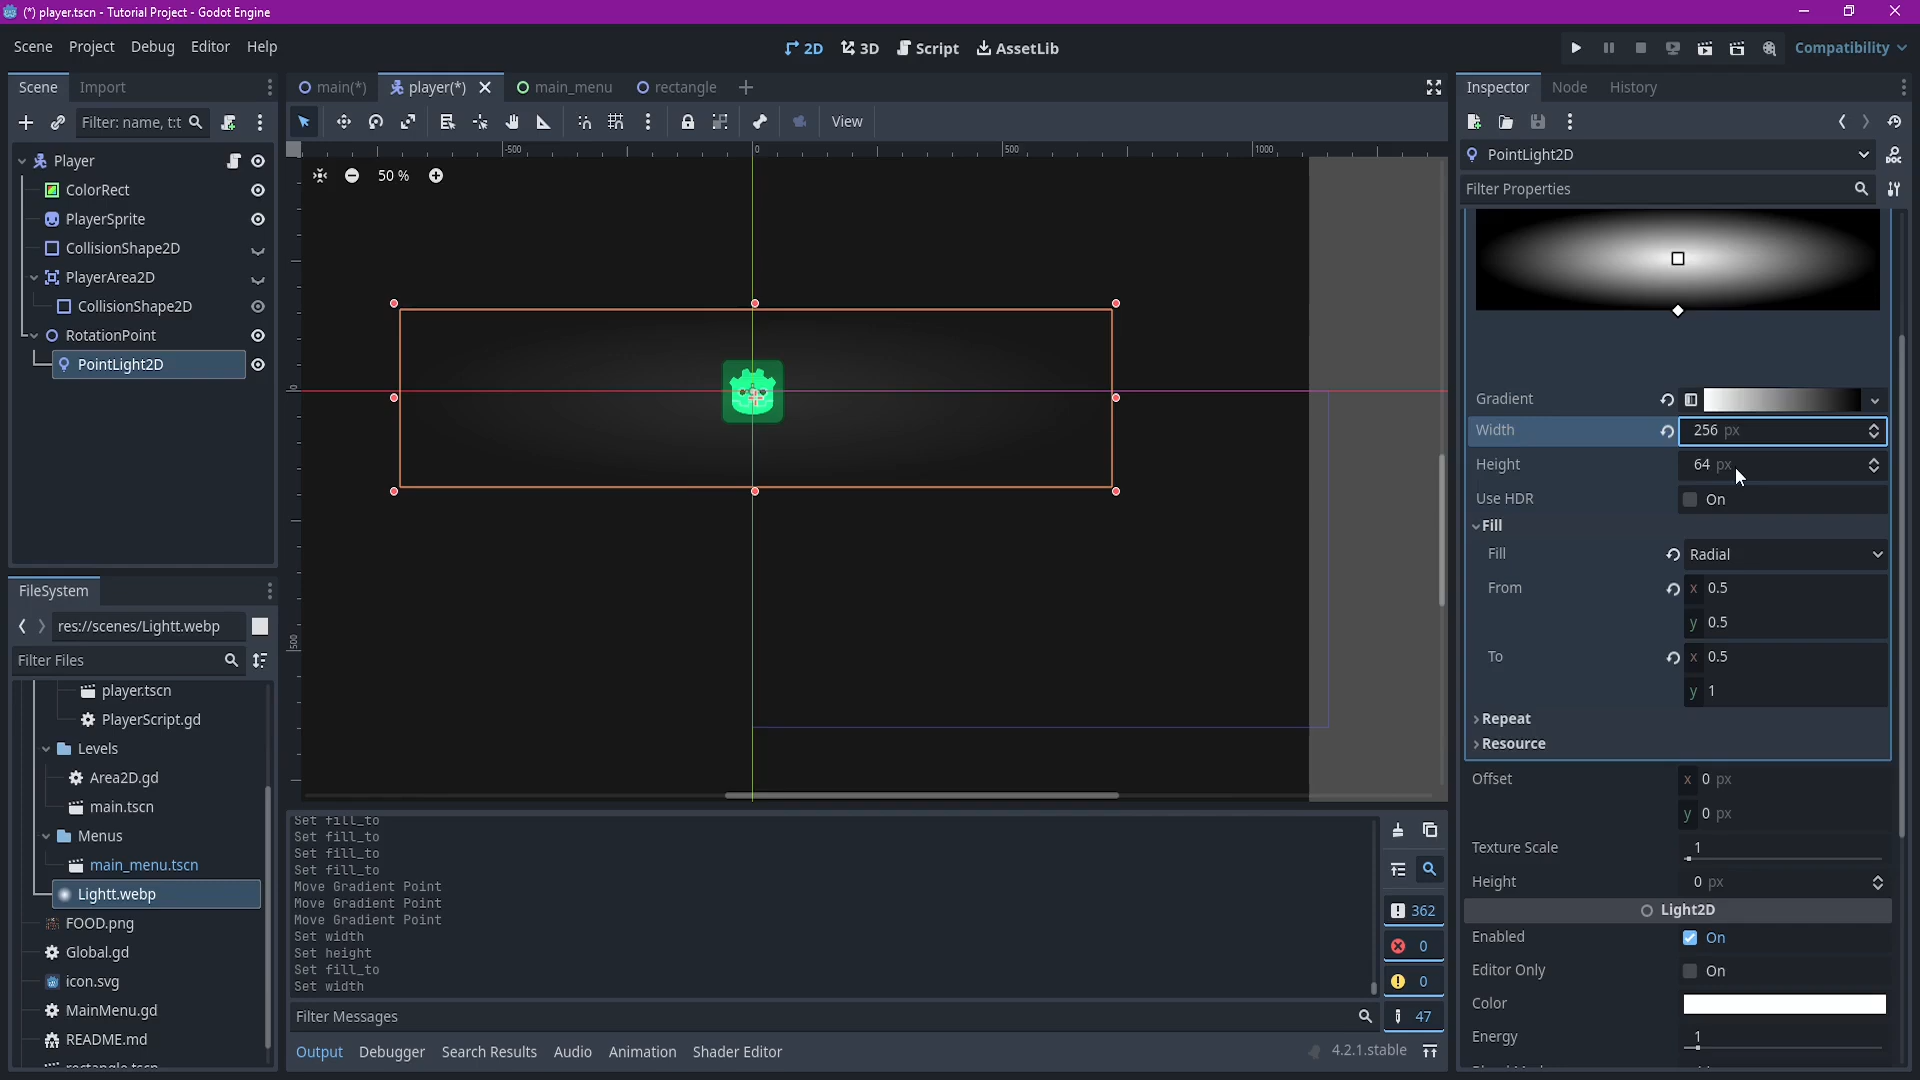 (*) player.tscn - Tutorial Project - Godot Engine
Scene Project Debug Editor Help
2D 3D Script AssetLib
Compatibility
Scene Import
Filter: name, t:t
Player
ColorRect
PlayerSprite
CollisionShape2D
PlayerArea2D
CollisionShape2D
RotationPoint
PointLight2D
FileSystem
res://scenes/Lightt.webp
Filter Files
player.tscn
PlayerScript.gd
Levels
Area2D.gd
main.tscn
Menus
main_menu.tscn
Lightt.webp
FOOD.png
Global.gd
icon.svg
MainMenu.gd
README.md
rectangle.tscn
main(*) player(*) main_menu rectangle
View
-500 0 500 1000
50 %
0
500
Set fill_to
Set fill_to
Set fill_to
Set fill_to
Move Gradient Point
Move Gradient Point
Move Gradient Point
Set width
Set height
Set fill_to
Set width
362
0
0
47
Filter Messages
Output Debugger Search Results Audio Animation Shader Editor
4.2.1.stable
Inspector Node History
PointLight2D
DOC
Filter Properties
Gradient
Width 256 px
Height 64 px
Use HDR On
Fill
Fill Radial
From x 0.5
y 0.5
To x 0.5
y 1
Repeat
Resource
Offset x 0 px
y 0 px
Texture Scale 1
Height 0 px
Light2D
Enabled On
Editor Only On
Color
Energy 1